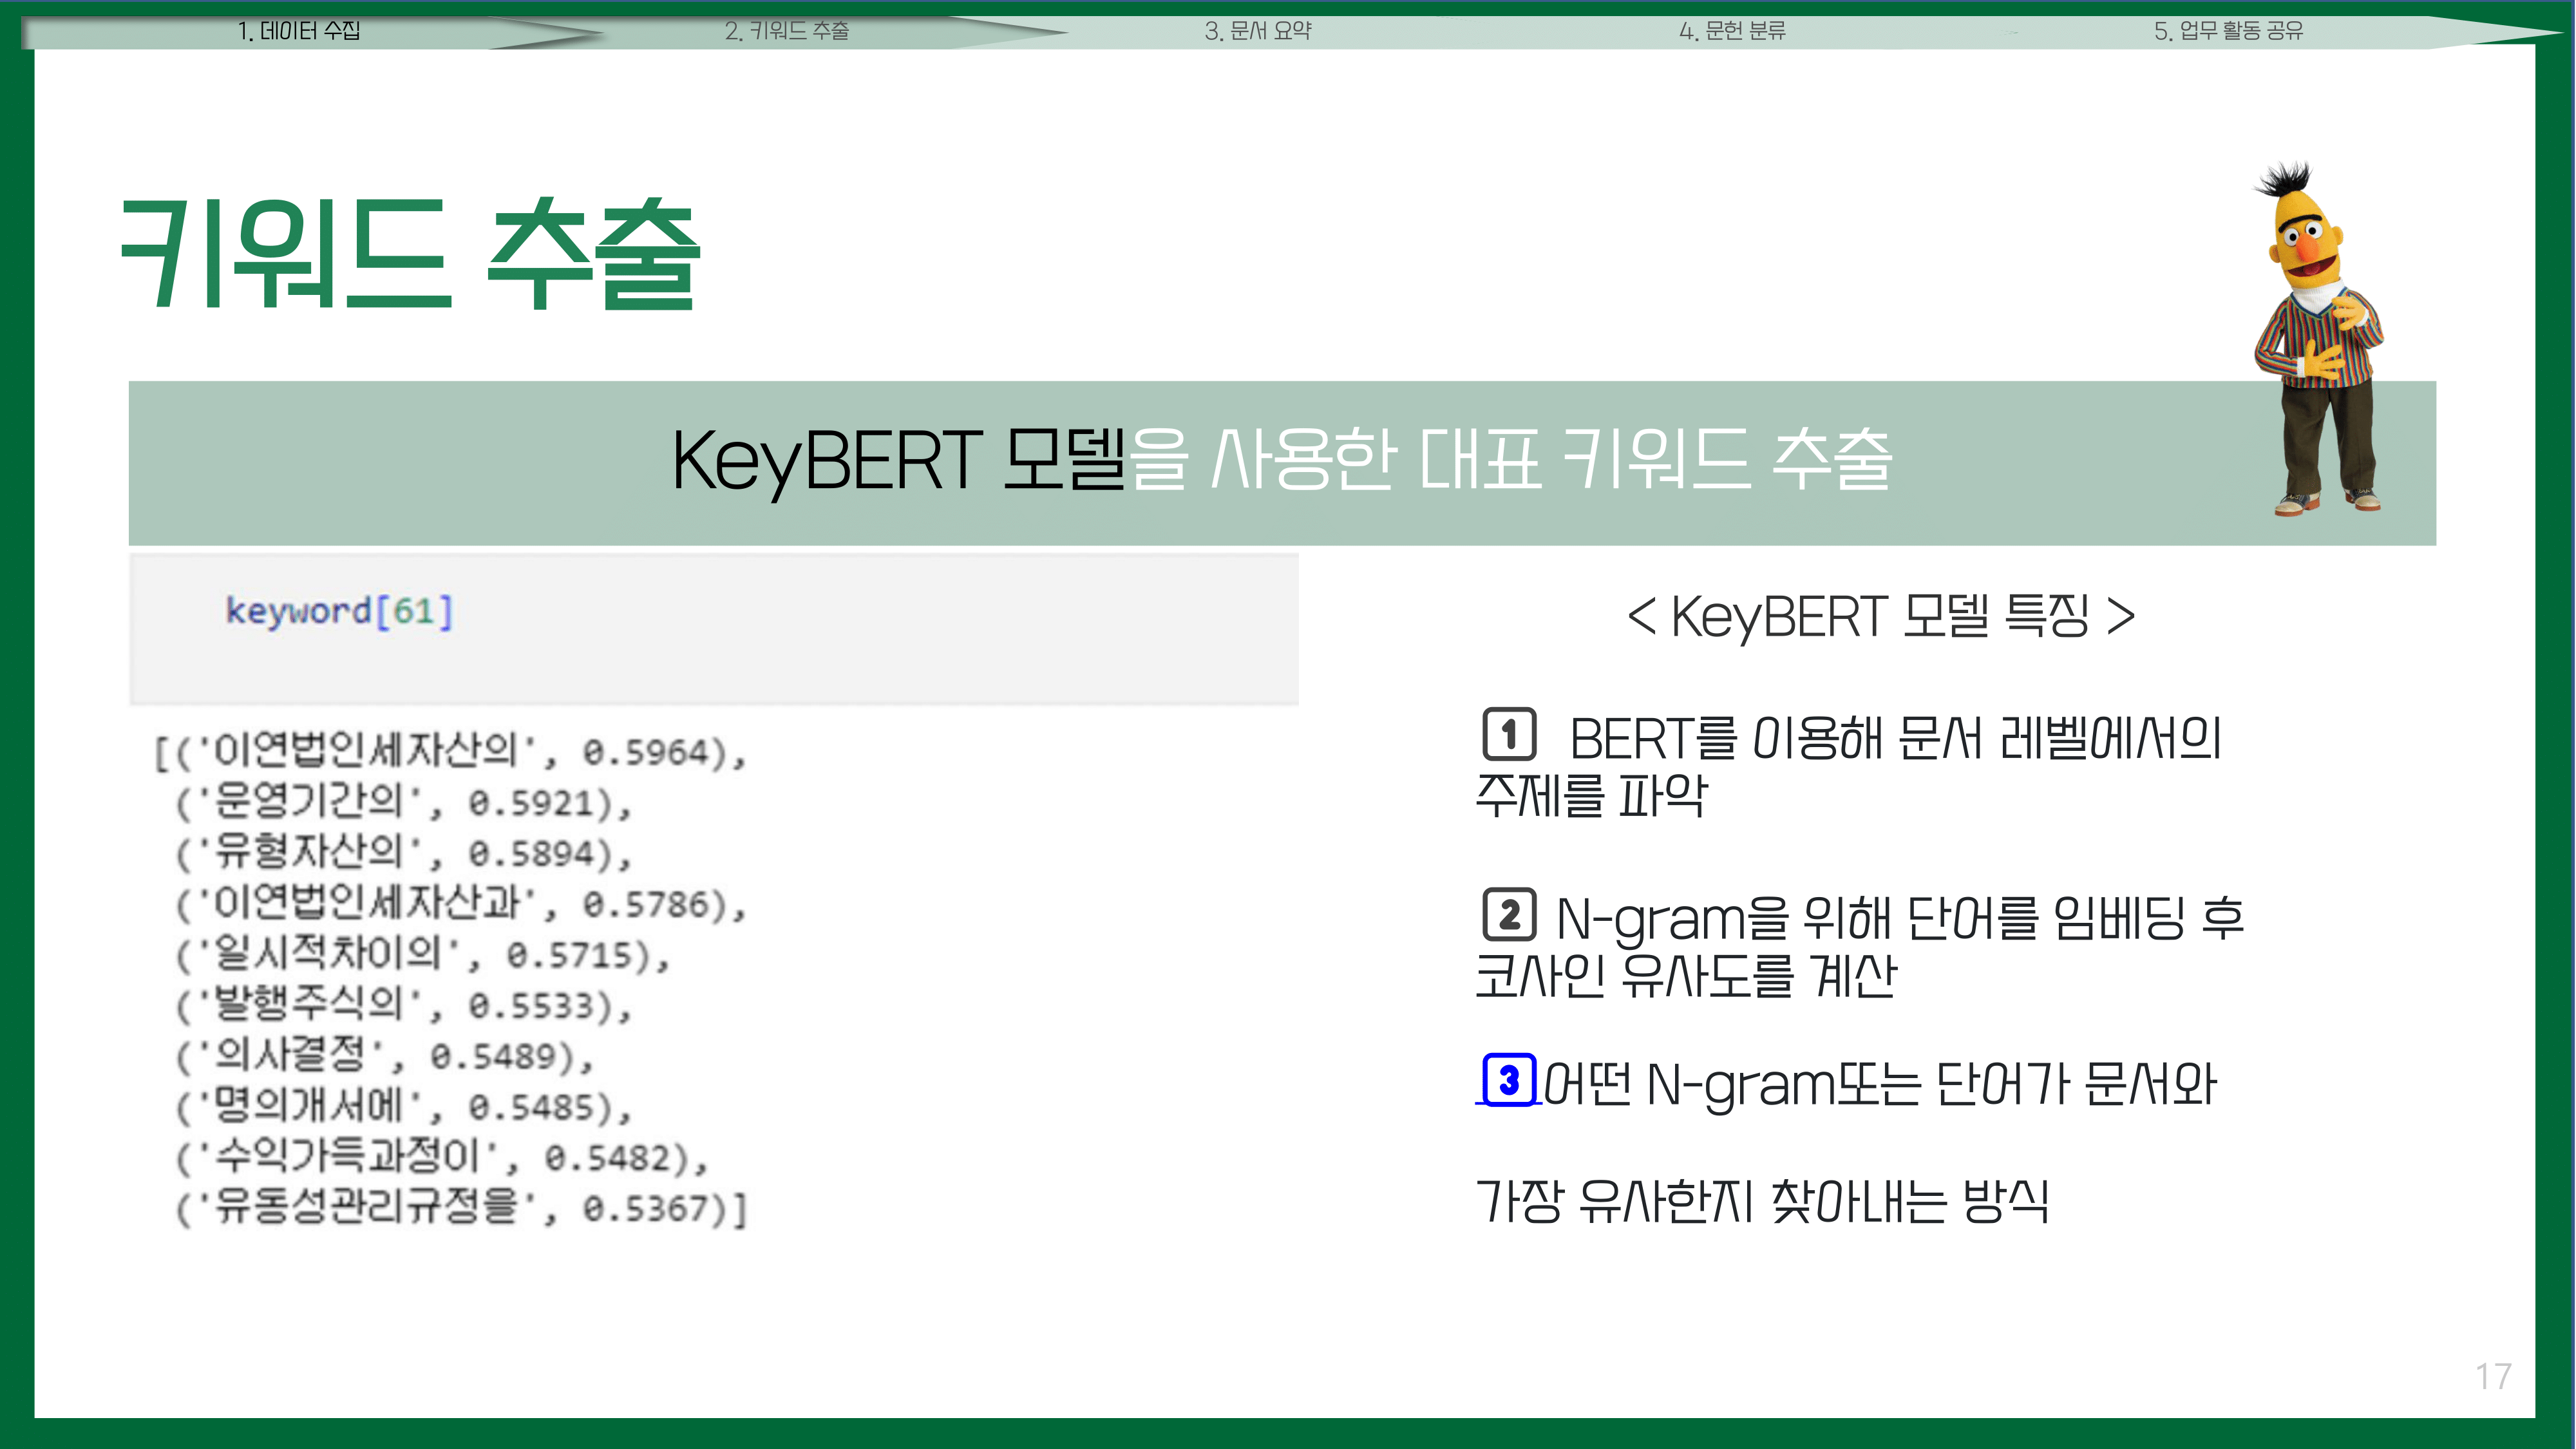 1. 데이터 수집
2. 키워드 추출
3. 문서 요약
4. 문헌 분류
5. 업무 활동 공유
키워드 추출
KeyBERT 모델을 사용한 대표 키워드 추출
keyword[61]
[('이연법인세자산의', 0.5964),
('운영기간의', 0.5921),
('유형자산의', 0.5894),
('이연법인세자산과', 0.5786),
('일시적차이의', 0.5715),
('발행주식의', 0.5533),
('의사결정', 0.5489),
('명의개서에', 0.5485),
('수익가득과정이', 0.5482),
('유동성관리규정을', 0.5367)]
< KeyBERT 모델 특징 >
1 BERT를 이용해 문서 레벨에서의
주제를 파악
2 N-gram을 위해 단어를 임베딩 후
코사인 유사도를 계산
3 어떤 N-gram또는 단어가 문서와
가장 유사한지 찾아내는 방식
17